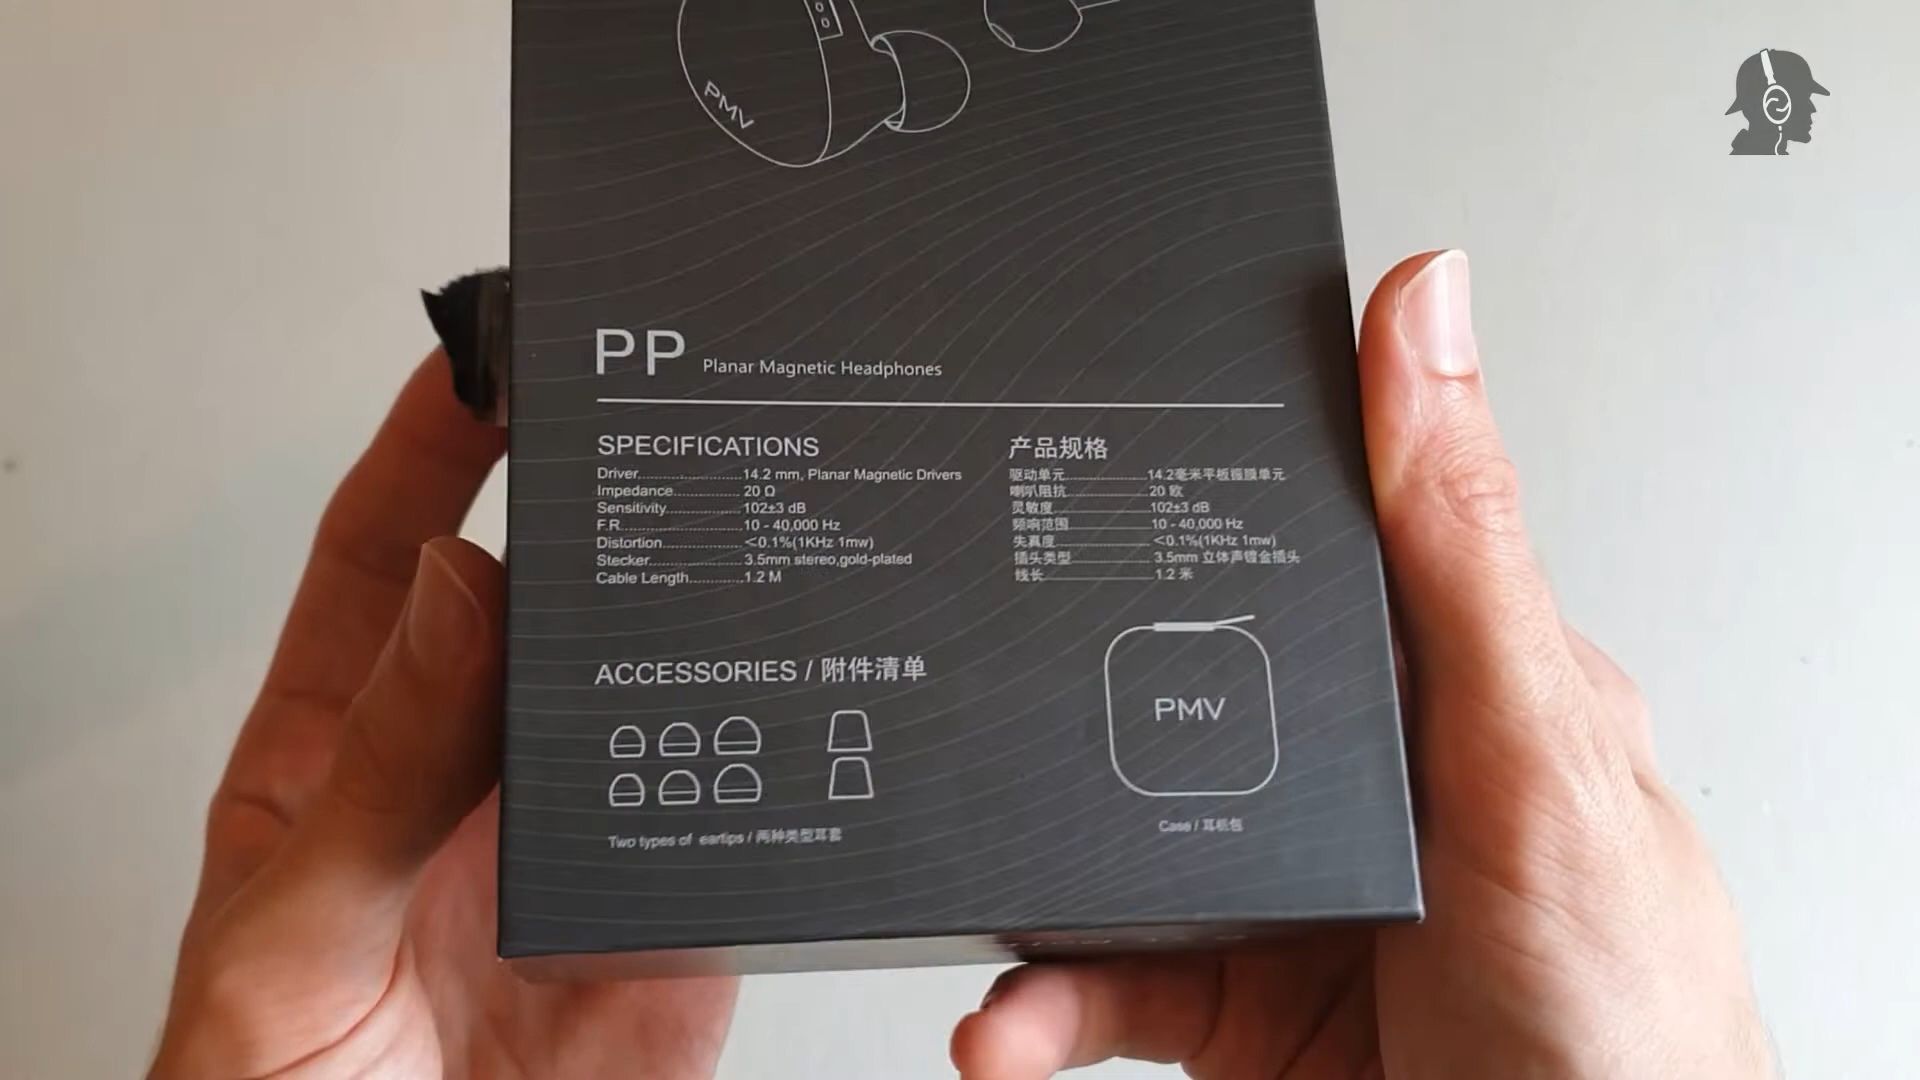 PMV
PP Planar Magnetic Headphones
SPECIFICATIONS
Driver........................14.2 mm, Planar Magnetic Drivers
Impedance................20 Ω
Sensitivity..................102±3 dB
F.R............................10 - 40,000 Hz
Distortion...................<0.1%(1KHz 1mw)
Stecker......................3.5mm stereo,gold-plated
Cable Length.............1.2 M
产品规格
驱动单元....................14.2毫米平板振膜单元
喇叭阻抗....................20 欧
灵敏度........................102±3 dB
频响范围....................10 - 40,000 Hz
失真度........................<0.1%(1KHz 1mw)
插头类型....................3.5mm 立体声镀金插头
线长............................1.2 米
ACCESSORIES / 附件清单
PMV
Two types of eartips / 两种类型耳套
Case / 耳机包